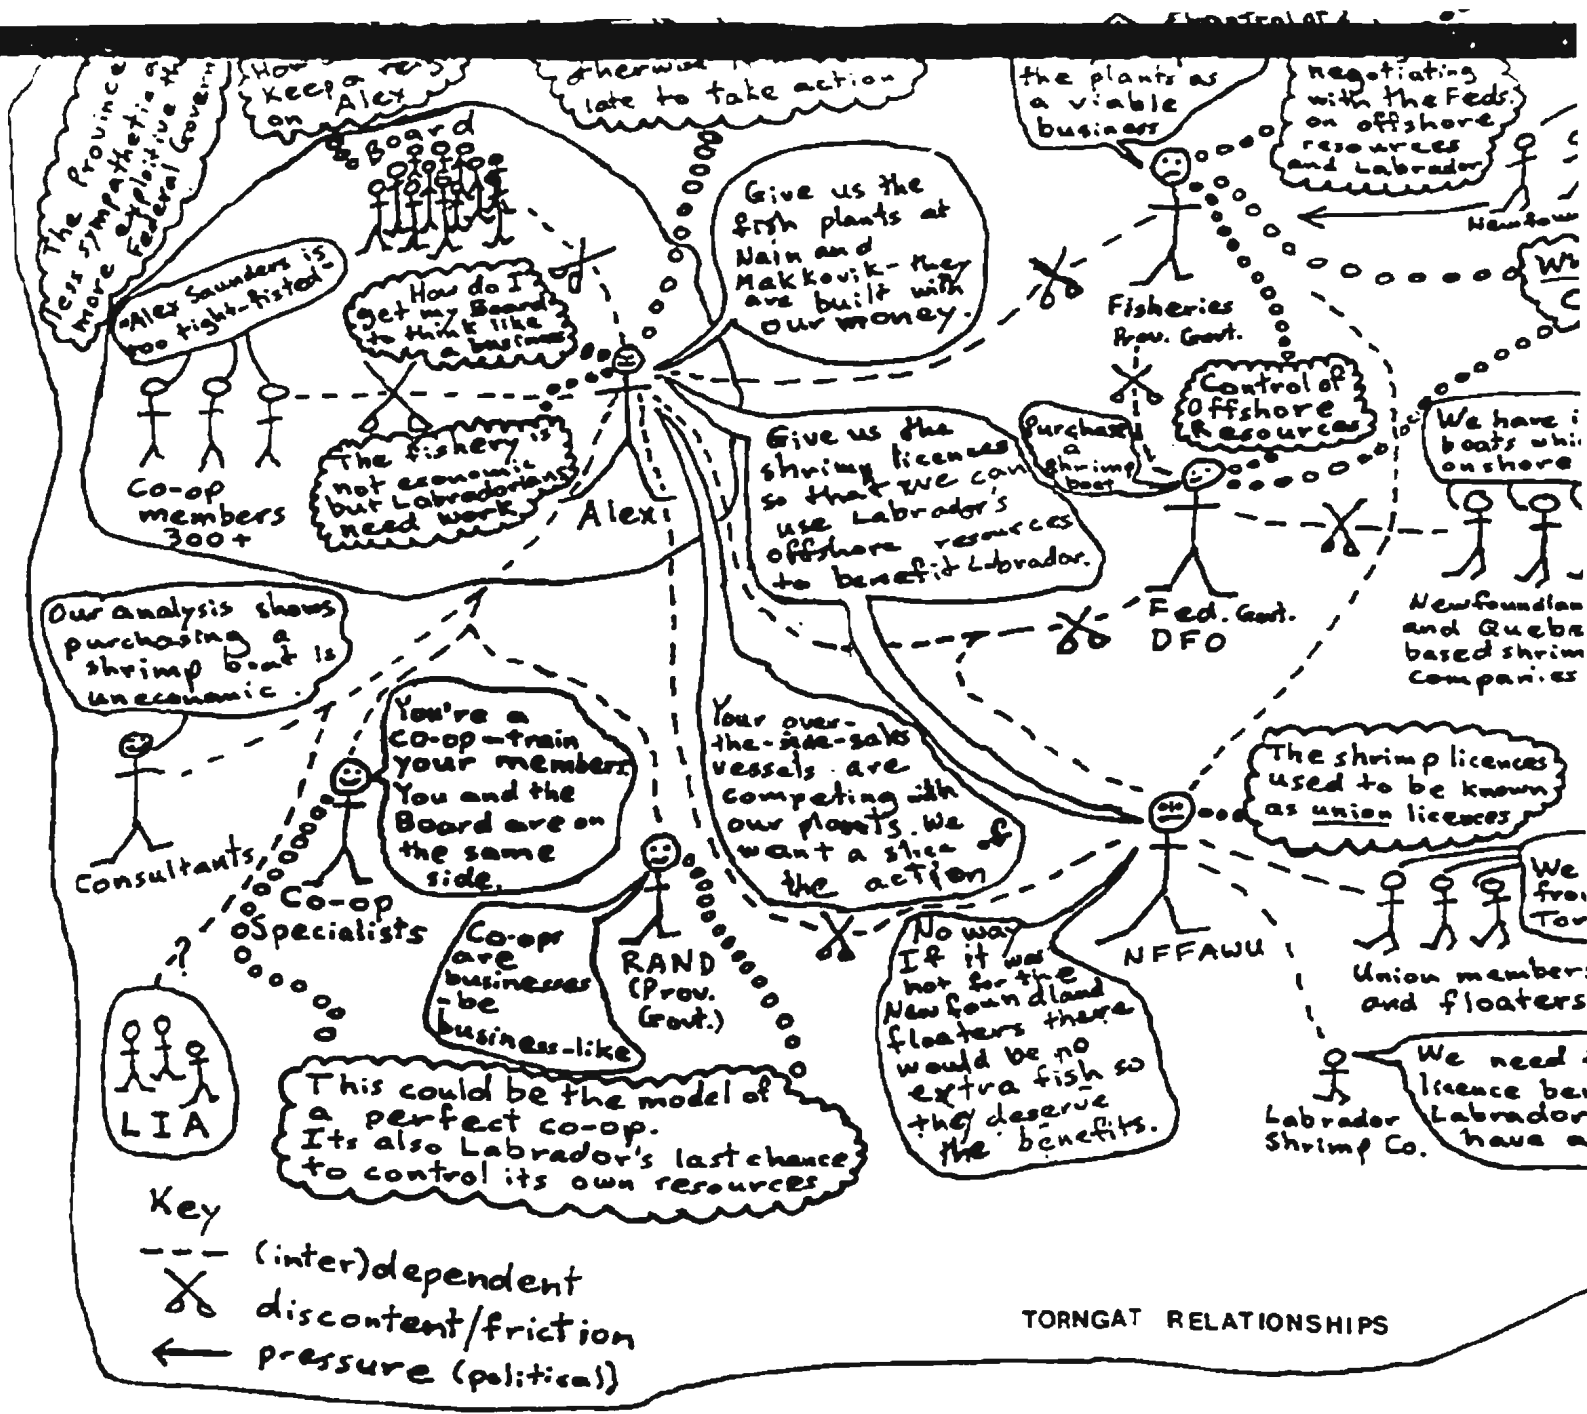 The Province
less sympathetic
more exploitive
Federal Govern
keep a
on Alex
late to take action
the plants as
a viable
business
negotiating
with the Feds.
on offshore
resources
and Labrador
Board
Give us the
fish plants at
Nain and
Makkovik - they
are built with
our money.
Alex Saunders is
too tight-fisted
How do I
get my Board
to think like
a business
Fisheries
Prov. Govt.
Control of
Offshore
Resources
Purchase
a
shrimp
boat
We have
boats
onshore
Give us the
shrimp licences
so that we can
use Labrador's
offshore resources
to benefit Labrador.
The fishery is
not economic
but Labradorians
need work
Alex
Co-op
members
300+
Fed. Govt.
DFO
Newfoundlan
and Quebe
based shrim
companies
Our analysis shows
purchasing a
shrimp boat is
uneconomic.
You're a
co-op - train
your members
You and the
Board are on
the same
side.
Your over-
the-side-sales
vessels are
competing with
our plants. We
want a slice of
the action
The shrimp licences
used to be known
as union licences
Consultants
Co-op
Specialists
Co-ops
are
businesses
- be
business-like
RAND
(Prov.
Govt.)
NFFAWU
We
from
Tor
Union members
and floaters
No way
If it was
not for the
Newfoundland
floaters there
would be no
extra fish so
they deserve
the benefits.
?
LIA
This could be the model of
a perfect co-op.
Its also Labrador's last chance
to control its own resources
Labrador
Shrimp Co.
We need
licence
Labrador
have a
Key
(inter)dependent
discontent/friction
pressure (political)
TORNGAT RELATIONSHIPS